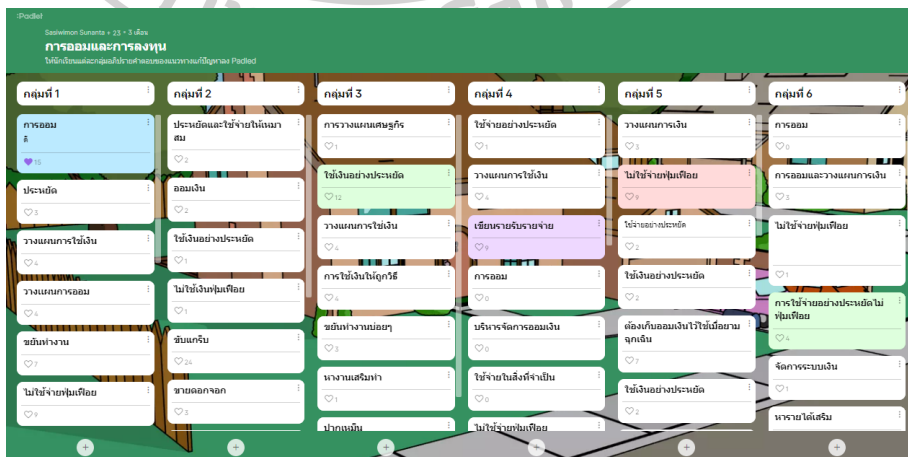 :Padlet
Sasiwimon Sunanta + 23 • 3 เดือน
การออมและการลงทุน
ให้นักเรียนแต่ละกลุ่มอภิปรายคำตอบของแนวทางแก้ปัญหาลง Padled
กลุ่มที่ 1
การออม
ดี
15
ประหยัด
3
วางแผนการใช้เงิน
4
วางแผนการออม
4
ขยันทำงาน
7
ไม่ใช้จ่ายฟุ่มเฟือย
9
กลุ่มที่ 2
ประหยัดและใช้จ่ายให้เหมา
สม
2
ออมเงิน
2
ใช้เงินอย่างประหยัด
1
ไม่ใช้เงินฟุ่มเฟือย
1
ขับแกร๊บ
24
ขายดอกจอก
3
กลุ่มที่ 3
การวางแผนเศษฐกิจ
1
ใช้เงินอย่างประหยัด
12
วางแผนการใช้เงิน
4
การใช้เงินให้ถูกวิธี
4
ขยันทำงานบ่อยๆ
3
หางานเสริมทำ
1
ปากเหม็น
กลุ่มที่ 4
ใช้จ่ายอย่างประหยัด
1
วางแผนการใช้เงิน
4
เขียนรายรับรายจ่าย
9
การออม
0
บริหารจัดการออมเงิน
0
ใช้จ่ายในสิ่งที่จำเป็น
0
ไม่ใช้จ่ายฟุ่มเฟือย
กลุ่มที่ 5
วางแผนการเงิน
3
ไม่ใช้จ่ายฟุ่มเฟือย
9
ใช้จ่ายอย่างประหยัด
2
ใช้เงินอย่างประหยัด
2
ต้องเก็บออมเงินไว้ใช้เมื่อยาม
ฉุกเฉิน
7
ใช้เงินอย่างประหยัด
2
กลุ่มที่ 6
การออม
0
การออมและวางแผนการเงิน
3
ไม่ใช้จ่ายฟุ่มเฟือย
1
การใช้จ่ายอย่างประหยัดไม่
ฟุ่มเฟือย
4
จัดการระบบเงิน
1
หารายได้เสริม